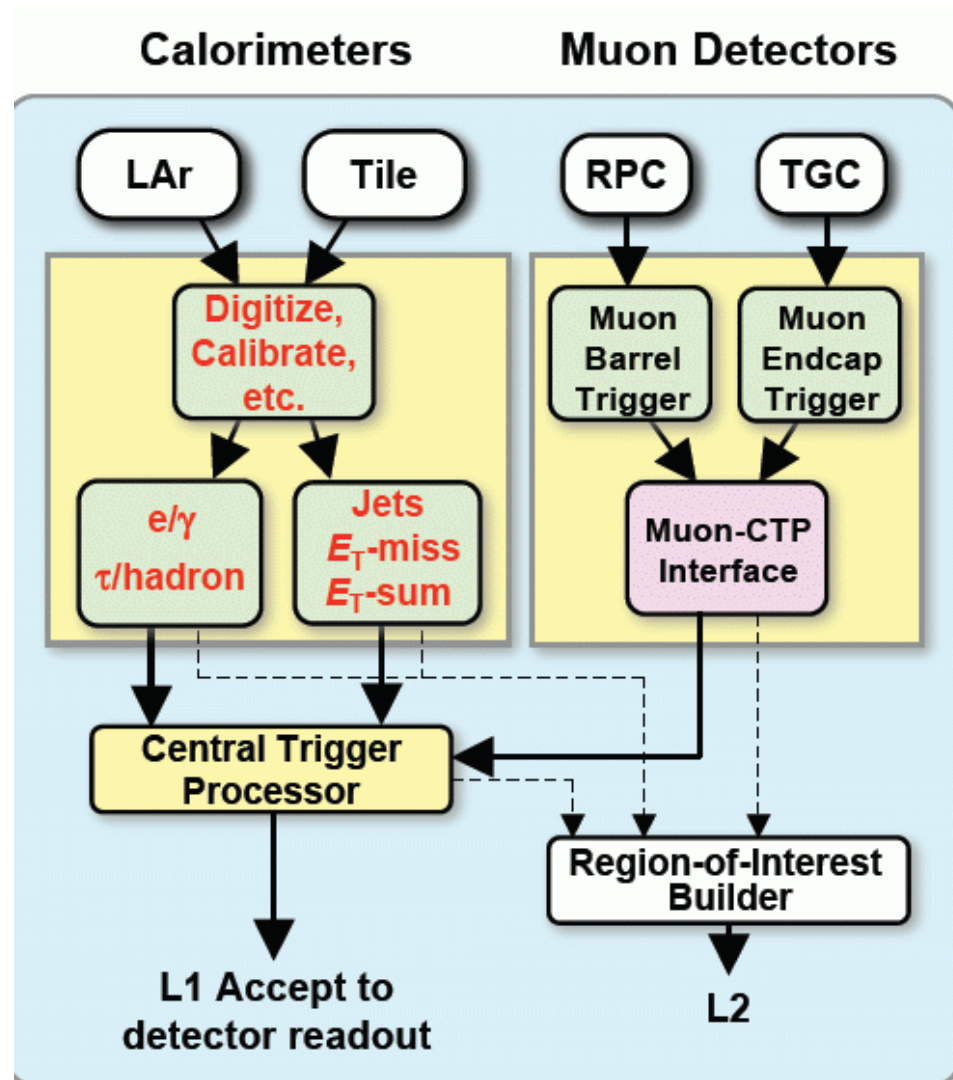 Calorimeters
Muon Detectors
LAr
Tile
RPC
TGC
Digitize,
Calibrate,
etc.
Muon
Barrel
Trigger
Muon
Endcap
Trigger
e/γ
τ/hadron
Jets
ET-miss
ET-sum
Muon-CTP
Interface
Central Trigger
Processor
Region-of-Interest
Builder
L1 Accept to
detector readout
L2